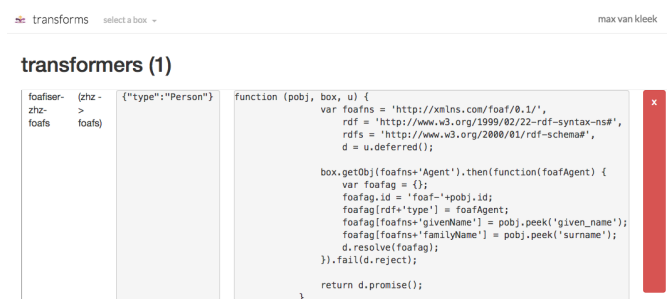 transforms select a box max van kleek
transformers (1)
foafiser-zhz-foafs (zhz -> foafs) {"type":"Person"} function (pobj, box, u) {
var foafns = 'http://xmlns.com/foaf/0.1/',
rdf = 'http://www.w3.org/1999/02/22-rdf-syntax-ns#',
rdfs = 'http://www.w3.org/2000/01/rdf-schema#',
d = u.deferred();
box.getObj(foafns+'Agent').then(function(foafAgent) {
var foafag = {};
foafag.id = 'foaf-'+pobj.id;
foafag[rdf+'type'] = foafAgent;
foafag[foafns+'givenName'] = pobj.peek('given_name');
foafag[foafns+'familyName'] = pobj.peek('surname');
d.resolve(foafag);
}).fail(d.reject);
return d.promise();
}
x